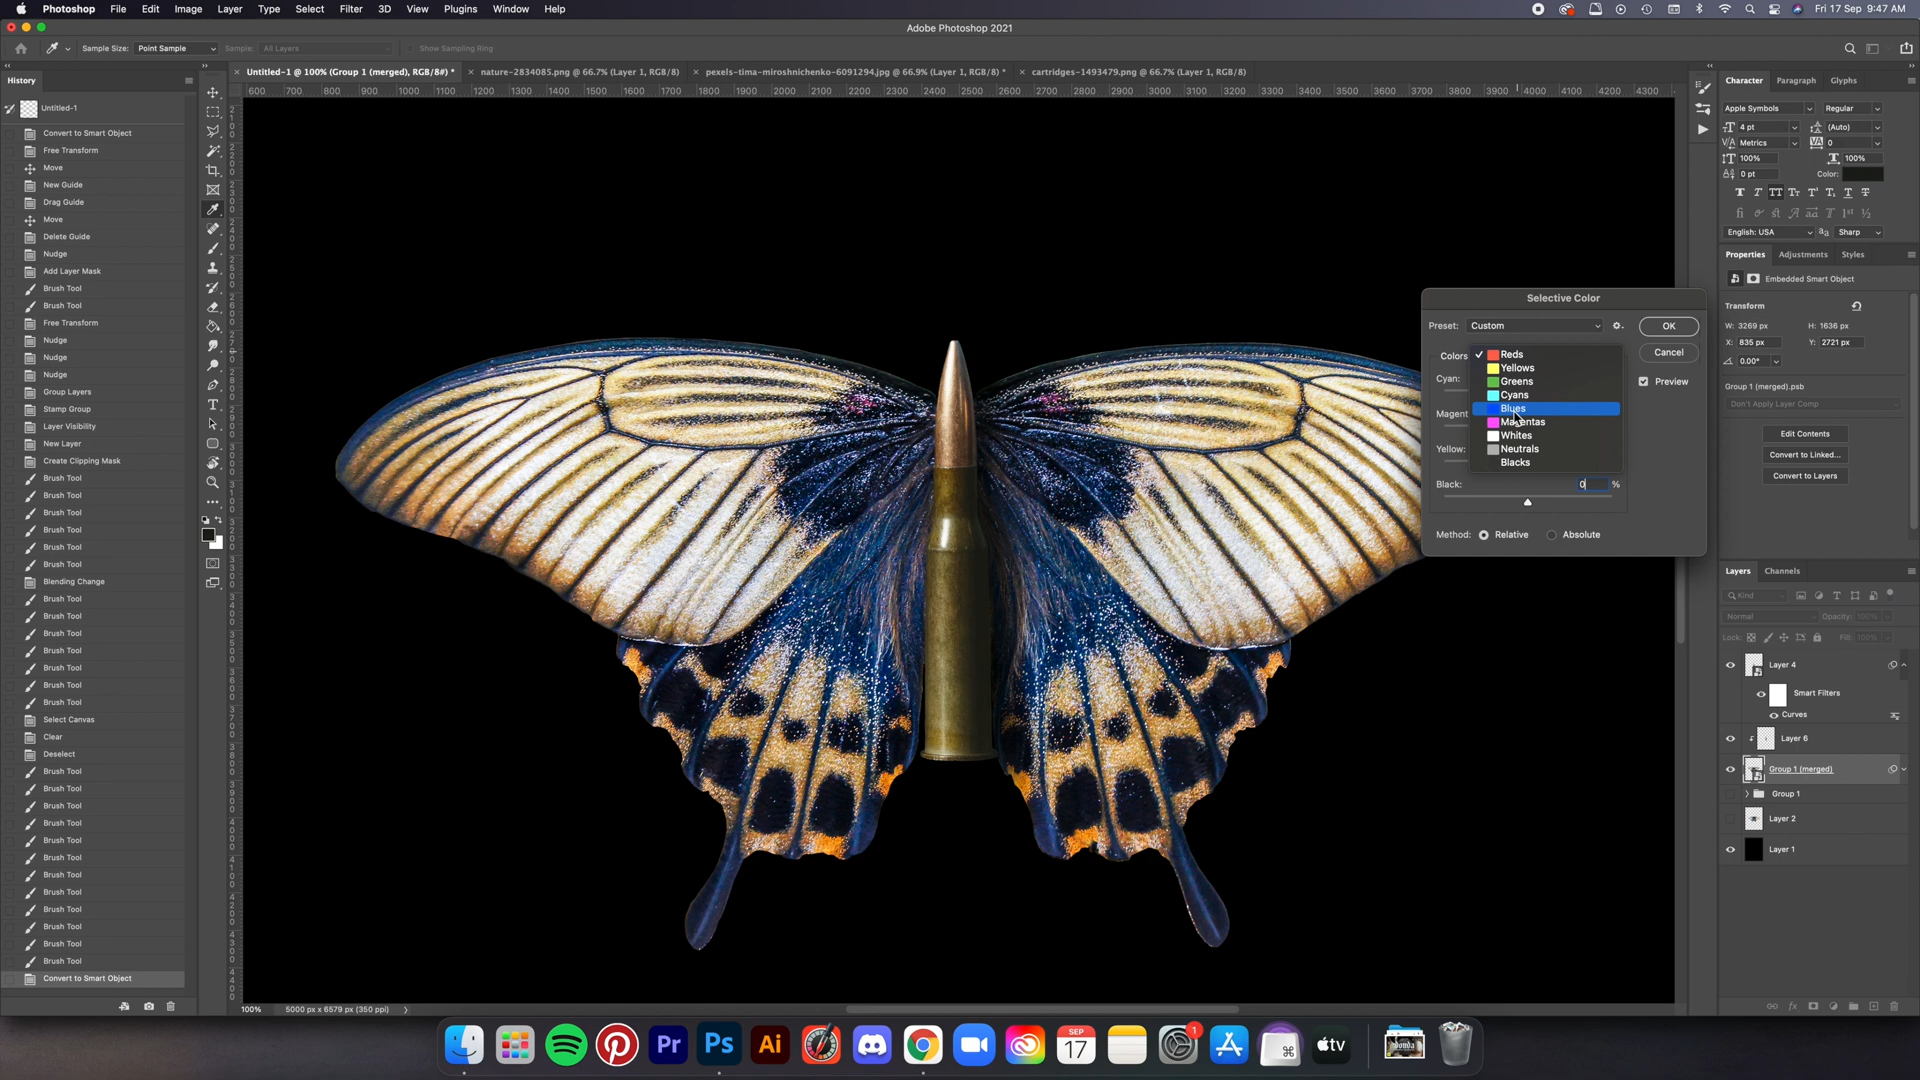 Photoshop File Edit Image Layer Type Select Filter 3D View Plugins Window Help Fri 17 Sep 9:47 AM
Adobe Photoshop 2021
Sample Size: Point Sample Sample: All Layers Show Sampling Ring
Untitled-1 @ 100% (Group 1 (merged), RGB/8#) * nature-2834085.png @ 66.7% (Layer 1, RGB/8) pexels-tima-miroshnichenko-6091294.jpg @ 66.9% (Layer 1, RGB/8) * cartridges-1493479.png @ 66.7% (Layer 1, RGB/8)
600 700 800 900 1000 1100 1200 1300 1400 1500 1600 1700 1800 1900 2000 2100 2200 2300 2400 2500 2600 2700 2800 2900 3000 3100 3200 3300 3400 3500 3600 3700 3800 3900 4000 4100 4200 4300
History
Untitled-1
Convert to Smart Object
Free Transform
Move
New Guide
Drag Guide
Move
Delete Guide
Nudge
Add Layer Mask
Brush Tool
Brush Tool
Free Transform
Nudge
Nudge
Nudge
Group Layers
Stamp Group
Layer Visibility
New Layer
Create Clipping Mask
Brush Tool
Brush Tool
Brush Tool
Brush Tool
Brush Tool
Brush Tool
Blending Change
Brush Tool
Brush Tool
Brush Tool
Brush Tool
Brush Tool
Brush Tool
Brush Tool
Select Canvas
Clear
Deselect
Brush Tool
Brush Tool
Brush Tool
Brush Tool
Brush Tool
Brush Tool
Brush Tool
Brush Tool
Brush Tool
Brush Tool
Brush Tool
Brush Tool
Convert to Smart Object
Selective Color
Preset: Custom OK
Colors Reds Cancel
Yellows
Cyan: Greens Preview
Cyans
Magent Blues
Magentas
Whites
Yellow: Neutrals
Blacks
Black: 0 %
Method: Relative Absolute
Character Paragraph Glyphs
Apple Symbols Regular
4 pt (Auto)
Metrics 0
100% 100%
0 pt Color:
English: USA Sharp
Properties Adjustments Styles
Embedded Smart Object
Transform
W: 3269 px H: 1636 px
X: 835 px Y: 2721 px
0.00°
Group 1 (merged).psb
Don't Apply Layer Comp
Edit Contents
Convert to Linked...
Convert to Layers
Layers Channels
Kind
Normal Opacity: 100%
Lock: Fill: 100%
Layer 4
Smart Filters
Curves
Layer 6
Group 1 (merged)
Group 1
Layer 2
Layer 1
100% 5000 px x 6579 px (350 ppi)
Pr Ps Ai SEP 17 1 tv